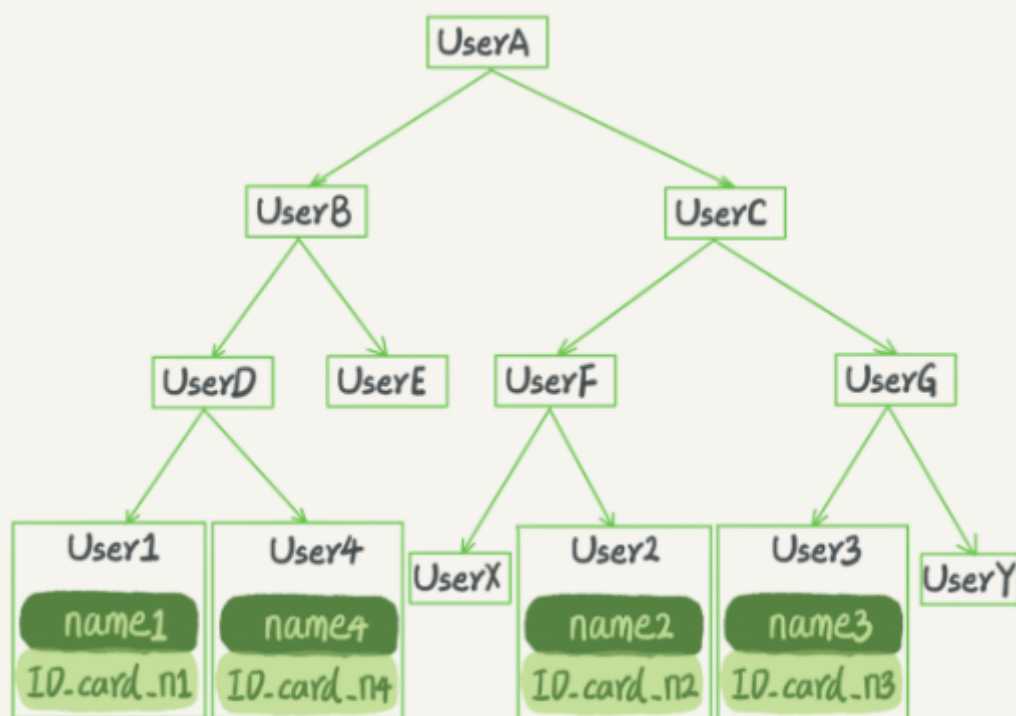 UserA
UserB
UserC
UserD
UserE
UserF
UserG
User1
User4
UserX
User2
User3
UserY
name1
name4
name2
name3
ID_card_n1
ID_card_n4
ID_card_n2
ID_card_n3